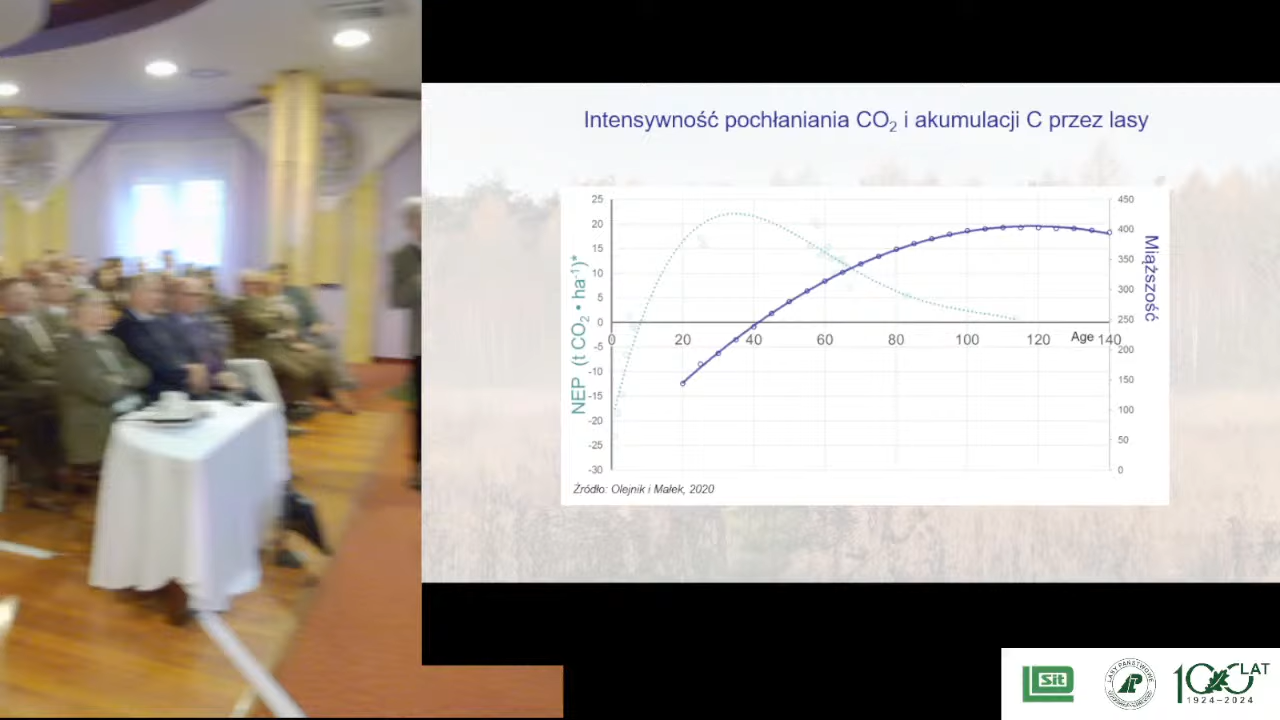 Intensywność pochłaniania CO₂ i akumulacji C przez lasy
25
20
15
10
5
0
-5
-10
-15
-20
-25
-30
NEP (t CO₂ • ha⁻¹)*
0 20 40 60 80 100 120 Age 140
450
400
350
300
250
200
150
100
50
0
Miąższość
Źródło: Olejnik i Małek, 2020
Sit
LASY PAŃSTWOWE
100 LAT
1924–2024